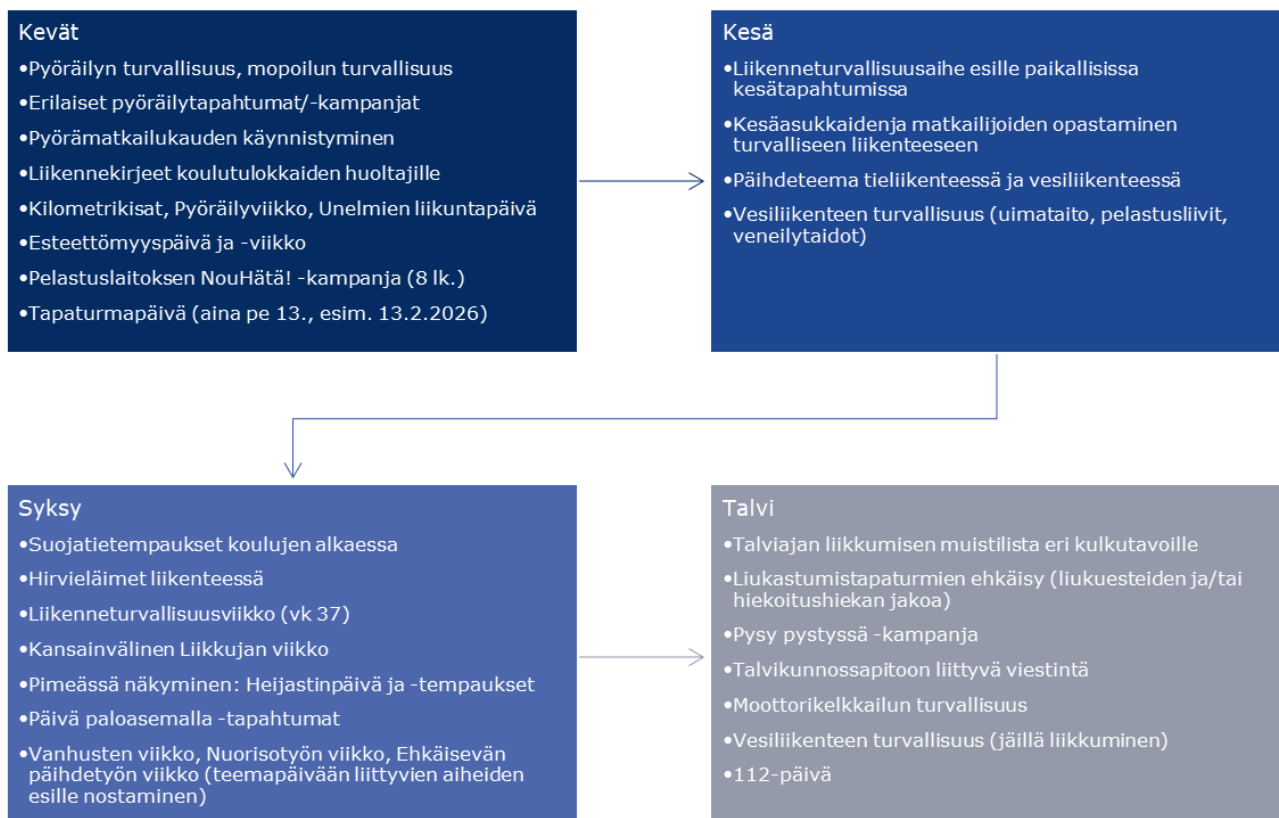 Kevät
•Pyöräilyn turvallisuus, mopoilun turvallisuus
•Erilaiset pyöräilytapahtumat/-kampanjat
•Pyörämatkailukauden käynnistyminen
•Liikennekirjeet koulutulokkaiden huoltajille
•Kilometrikisat, Pyöräilyviikko, Unelmien liikuntapäivä
•Esteettömyyspäivä ja -viikko
•Pelastuslaitoksen NouHätä! -kampanja (8 lk.)
•Tapaturmapäivä (aina pe 13., esim. 13.2.2026)
Kesä
•Liikenneturvallisuusaihe esille paikallisissa
kesätapahtumissa
•Kesäasukkaidenja matkailijoiden opastaminen
turvalliseen liikenteeseen
•Päihdeteema tieliikenteessä ja vesiliikenteessä
•Vesiliikenteen turvallisuus (uimataito, pelastusliivit,
veneilytaidot)
Syksy
•Suojatietempaukset koulujen alkaessa
•Hirvieläimet liikenteessä
•Liikenneturvallisuusviikko (vk 37)
•Kansainvälinen Liikkujan viikko
•Pimeässä näkyminen: Heijastinpäivä ja -tempaukset
•Päivä paloasemalla -tapahtumat
•Vanhusten viikko, Nuorisotyön viikko, Ehkäisevän
päihdetyön viikko (teemapäivään liittyvien aiheiden
esille nostaminen)
Talvi
•Talviajan liikkumisen muistilista eri kulkutavoille
•Liukastumistapaturmien ehkäisy (liukuesteiden ja/tai
hiekoitushiekan jakoa)
•Pysy pystyssä -kampanja
•Talvikunnossapitoon liittyvä viestintä
•Moottorikelkkailun turvallisuus
•Vesiliikenteen turvallisuus (jäillä liikkuminen)
•112-päivä